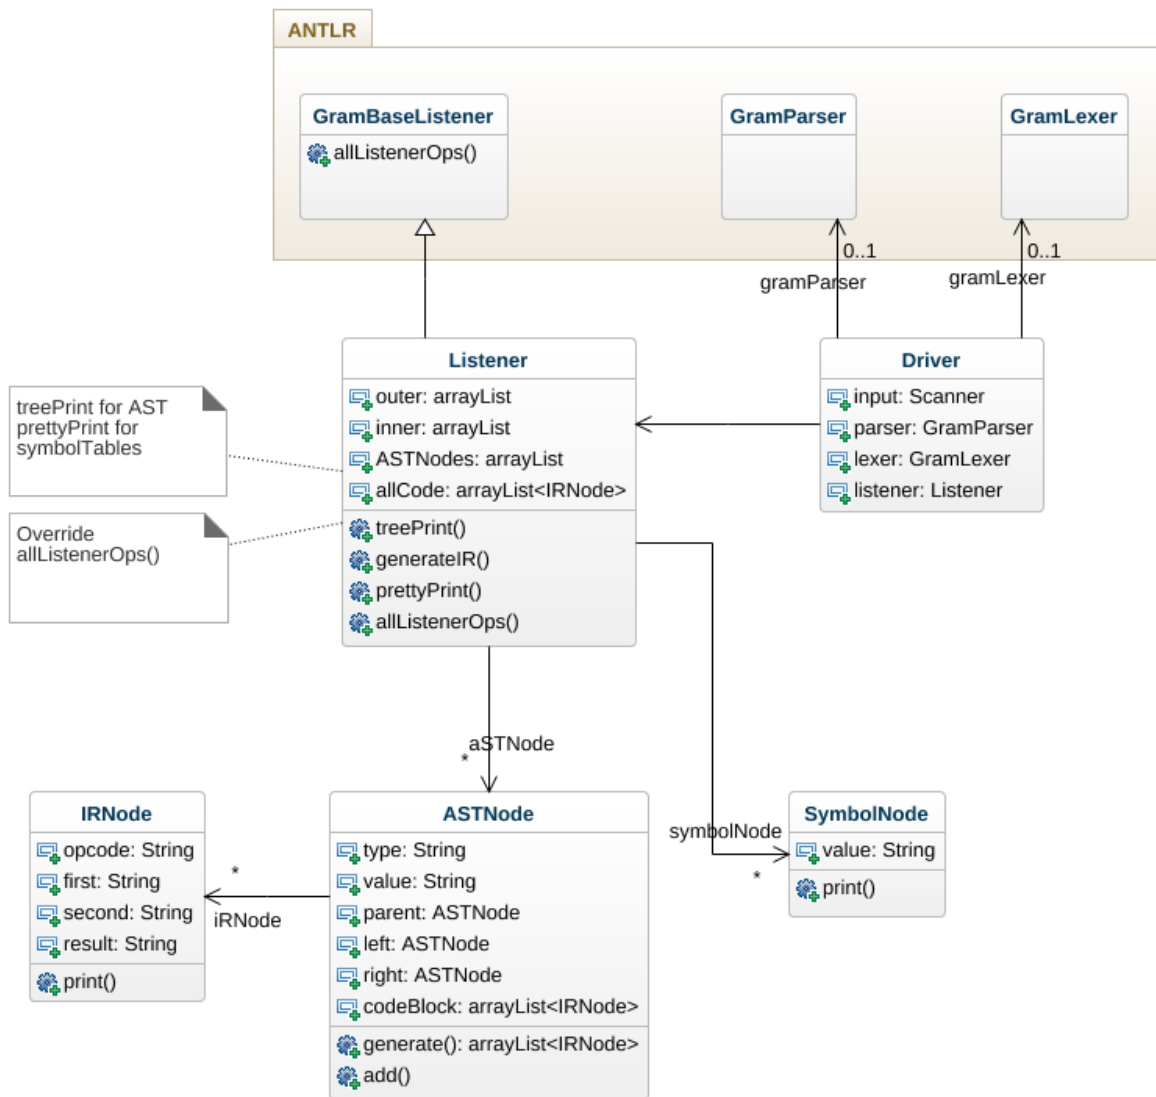 ANTLR
GramBaseListener
allListenerOps()
GramParser
GramLexer
0..1
gramParser
0..1
gramLexer
Listener
outer: arrayList
inner: arrayList
ASTNodes: arrayList
allCode: arrayList<IRNode>
treePrint()
generateIR()
prettyPrint()
allListenerOps()
Driver
input: Scanner
parser: GramParser
lexer: GramLexer
listener: Listener
treePrint for AST
prettyPrint for
symbolTables
Override
allListenerOps()
aSTNode
*
IRNode
opcode: String
first: String
second: String
result: String
print()
*
iRNode
ASTNode
type: String
value: String
parent: ASTNode
left: ASTNode
right: ASTNode
codeBlock: arrayList<IRNode>
generate(): arrayList<IRNode>
add()
symbolNode
*
SymbolNode
value: String
print()